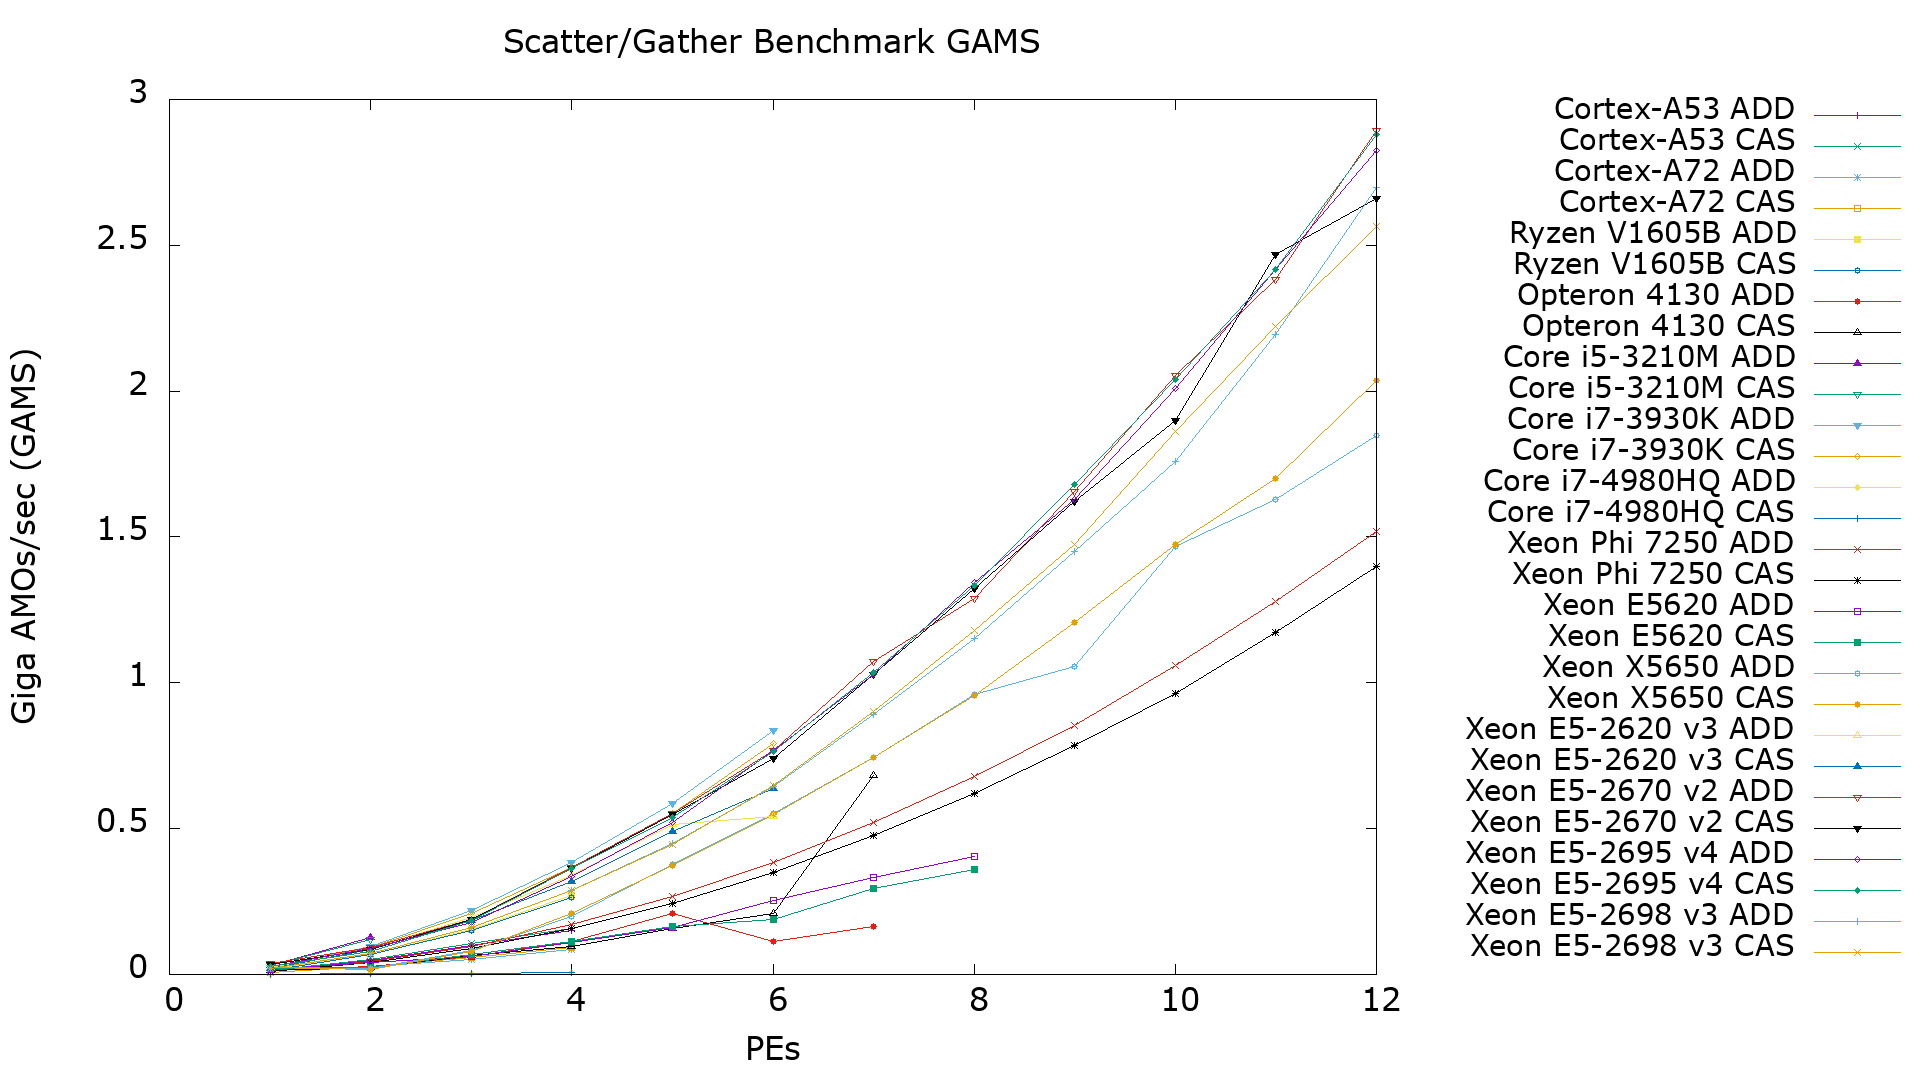 Scatter/Gather Benchmark GAMS
Giga AMOs/sec (GAMS)
3
2.5
2
1.5
1
0.5
0
0 2 4 6 8 10 12
PEs
Cortex-A53 ADD
Cortex-A53 CAS
Cortex-A72 ADD
Cortex-A72 CAS
Ryzen V1605B ADD
Ryzen V1605B CAS
Opteron 4130 ADD
Opteron 4130 CAS
Core i5-3210M ADD
Core i5-3210M CAS
Core i7-3930K ADD
Core i7-3930K CAS
Core i7-4980HQ ADD
Core i7-4980HQ CAS
Xeon Phi 7250 ADD
Xeon Phi 7250 CAS
Xeon E5620 ADD
Xeon E5620 CAS
Xeon X5650 ADD
Xeon X5650 CAS
Xeon E5-2620 v3 ADD
Xeon E5-2620 v3 CAS
Xeon E5-2670 v2 ADD
Xeon E5-2670 v2 CAS
Xeon E5-2695 v4 ADD
Xeon E5-2695 v4 CAS
Xeon E5-2698 v3 ADD
Xeon E5-2698 v3 CAS